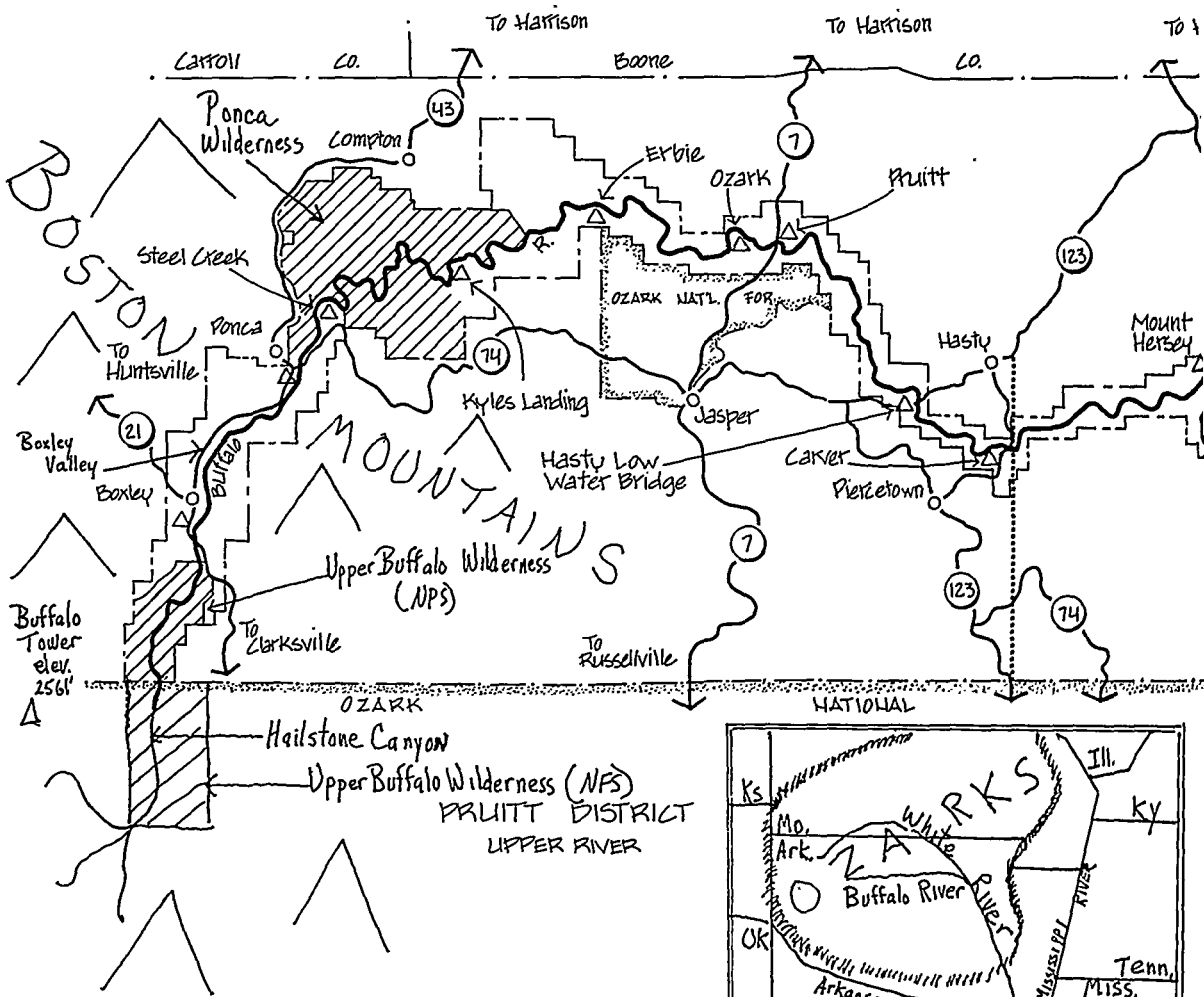 To Harrison
To Harrison
To
Carroll Co. Boone Co.
Ponca
Wilderness
Compton
43
7
Erbie
Ozark
Pruitt
BOSTON
MOUNTAINS
Steel Creek
R.
123
OZARK NAT'L. FOR.
Ponca
To
Huntsville
74
Hasty
Mount
Hersey
21
Kyles Landing
Jasper
Boxley
Valley
Buffalo
Boxley
Hasty Low
Water Bridge
Carver
Piercetown
7
Upper Buffalo Wilderness
(NPS)
123
74
Buffalo
Tower
elev.
2561'
To
Clarksville
To
Russellville
OZARK NATIONAL
Hailstone Canyon
Upper Buffalo Wilderness (NFS)
PRUITT DISTRICT
UPPER RIVER
Ks
Ill.
Ky
Mo.
Ark.
OZARKS
White River
Buffalo River
OK
MISSISSIPPI RIVER
Tenn.
Miss.